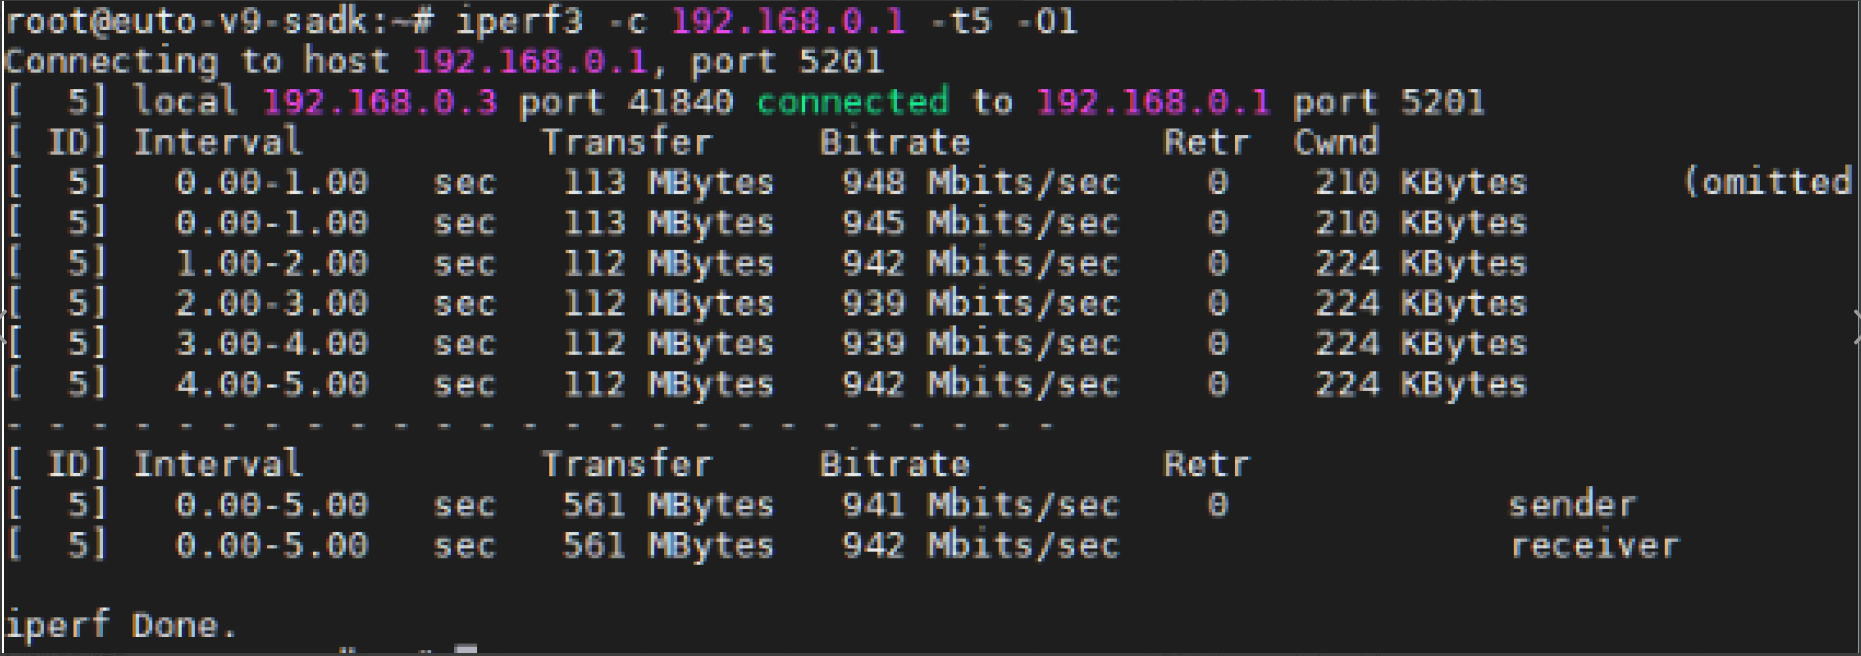 root@euto-v9-sadk:~# iperf3 -c 192.168.0.1 -t5 -O1
Connecting to host 192.168.0.1, port 5201
[  5] local 192.168.0.3 port 41840 connected to 192.168.0.1 port 5201
[ ID] Interval           Transfer     Bitrate         Retr  Cwnd
[  5]   0.00-1.00   sec   113 MBytes   948 Mbits/sec    0    210 KBytes       (omitted
[  5]   0.00-1.00   sec   113 MBytes   945 Mbits/sec    0    210 KBytes
[  5]   1.00-2.00   sec   112 MBytes   942 Mbits/sec    0    224 KBytes
[  5]   2.00-3.00   sec   112 MBytes   939 Mbits/sec    0    224 KBytes
[  5]   3.00-4.00   sec   112 MBytes   939 Mbits/sec    0    224 KBytes
[  5]   4.00-5.00   sec   112 MBytes   942 Mbits/sec    0    224 KBytes
- - - - - - - - - - - - - - - - - - - - - - - - -
[ ID] Interval           Transfer     Bitrate         Retr
[  5]   0.00-5.00   sec   561 MBytes   941 Mbits/sec    0             sender
[  5]   0.00-5.00   sec   561 MBytes   942 Mbits/sec                  receiver
iperf Done.